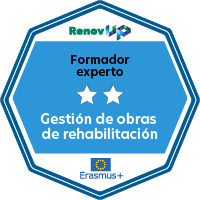 RenovUP
Formador
experto
Gestión de obras
de rehabilitación
Erasmus+